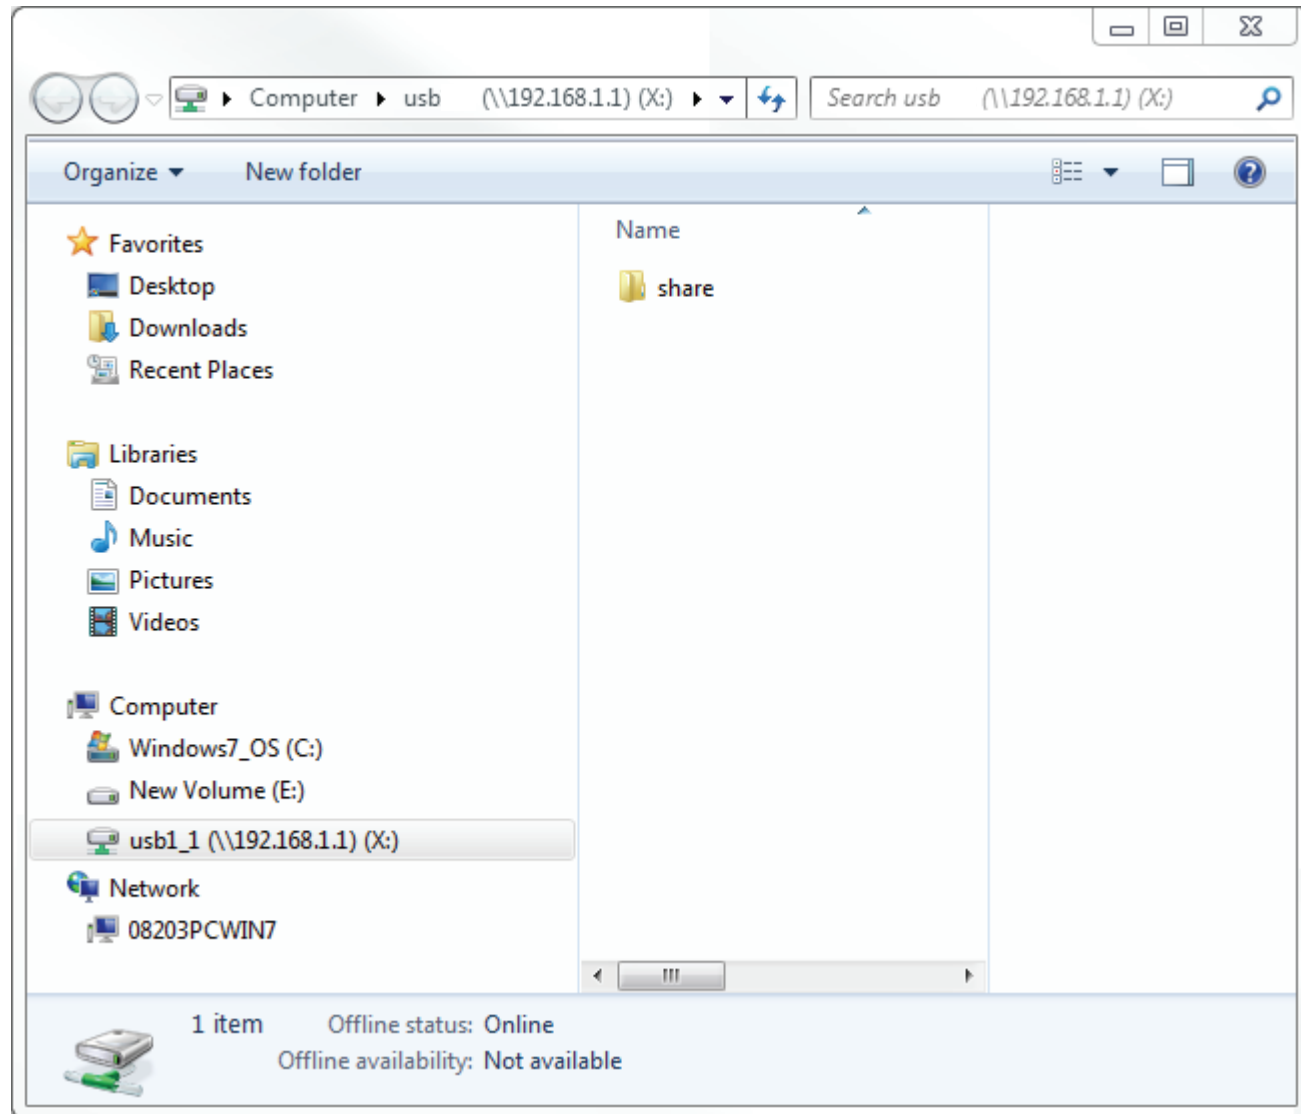 Computer usb (\\192.168.1.1) (X:) Search usb (\\192.168.1.1) (X:)
Organize New folder
Name
share
Favorites
Desktop
Downloads
Recent Places
Libraries
Documents
Music
Pictures
Videos
Computer
Windows7_OS (C:)
New Volume (E:)
usb1_1 (\\192.168.1.1) (X:)
Network
08203PCWIN7
1 item Offline status: Online
Offline availability: Not available